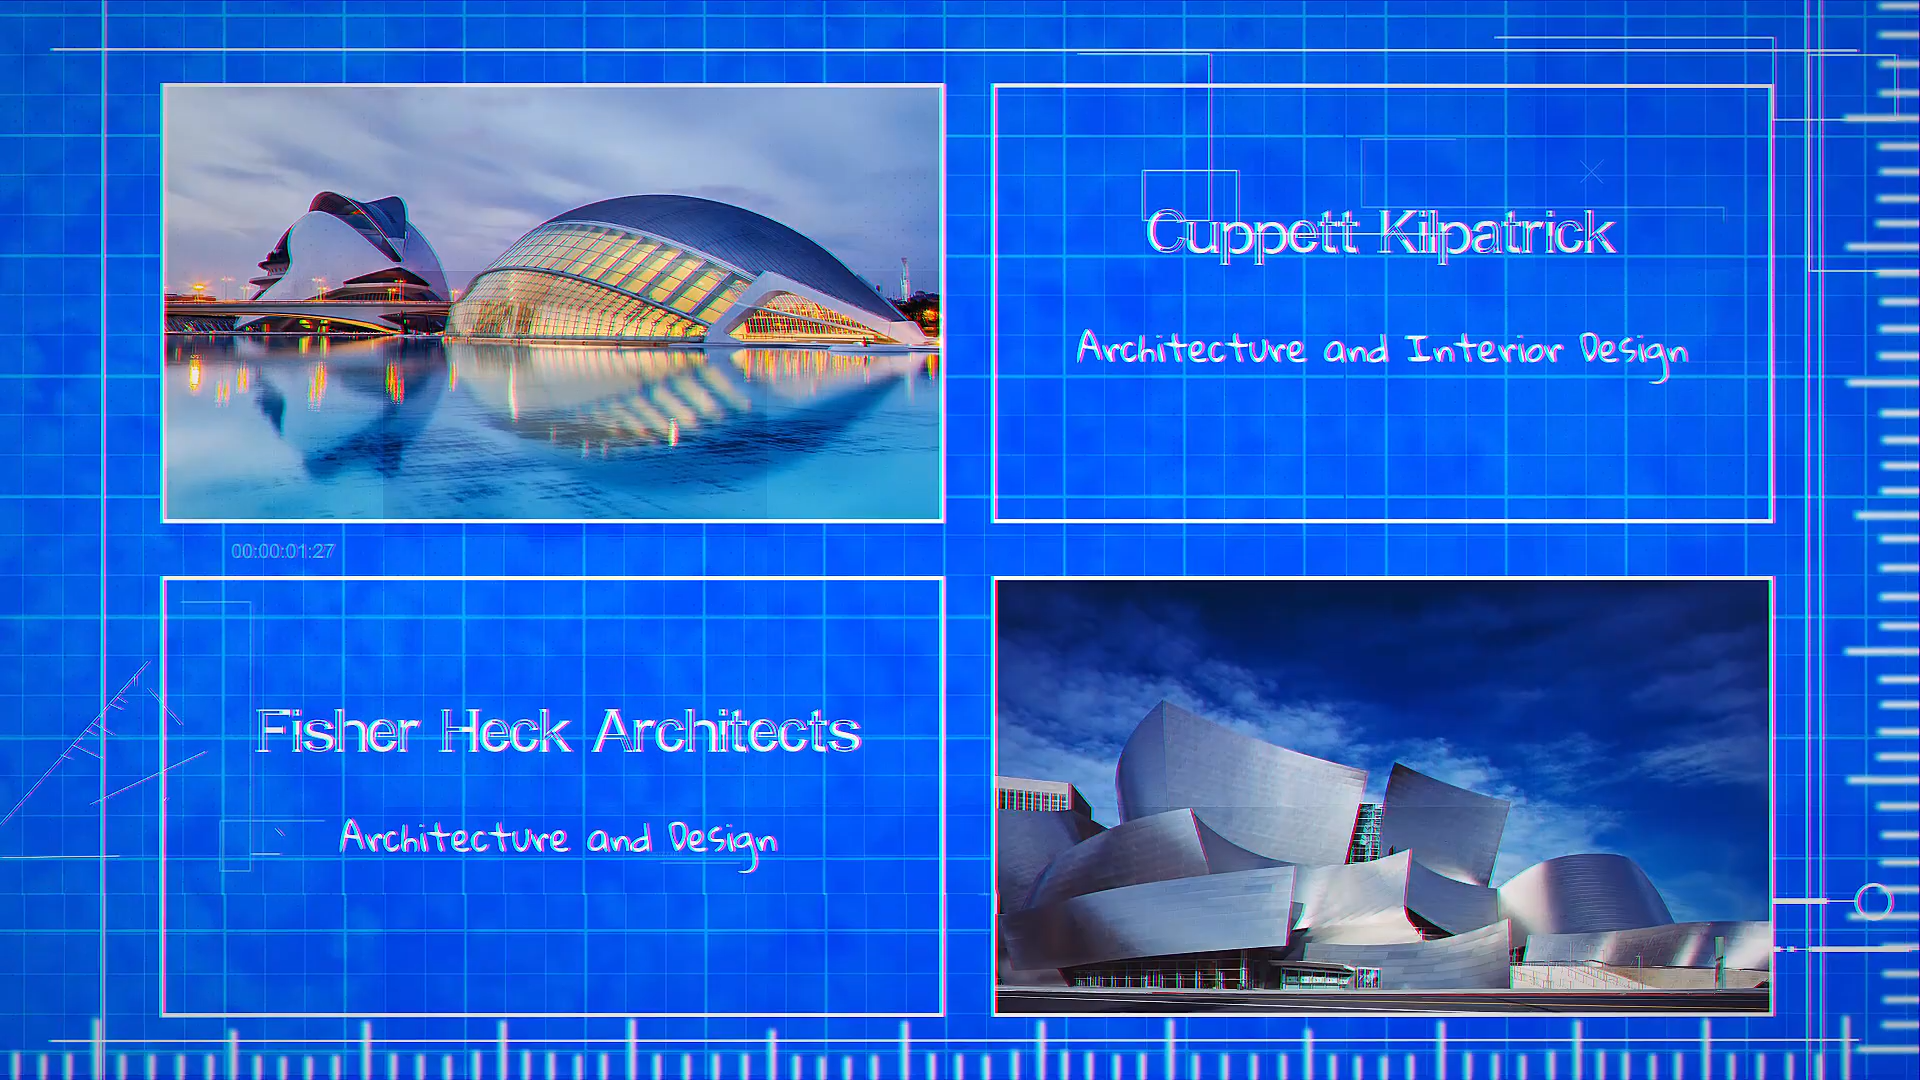 Cuppett Kilpatrick
Architecture and Interior Design
00:00:01:27
Fisher Heck Architects
Architecture and Design